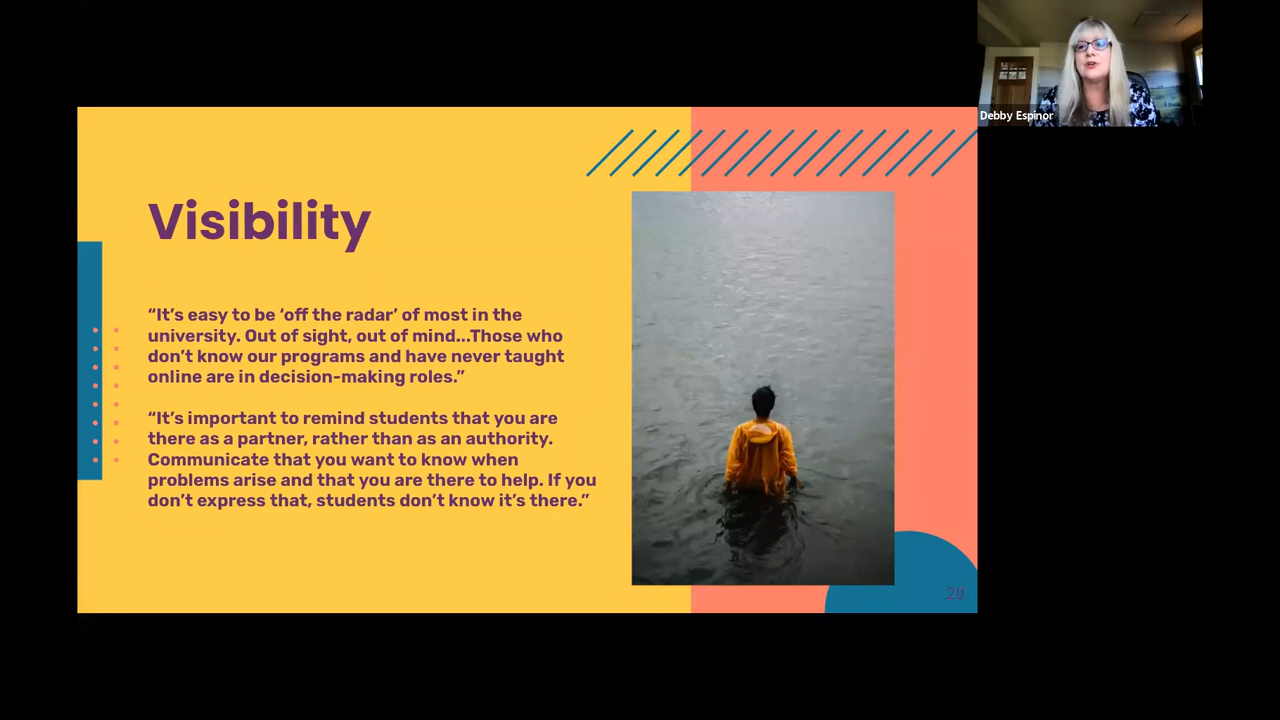 Debby Espinor
Visibility
“It’s easy to be ‘off the radar’ of most in the
university. Out of sight, out of mind...Those who
don’t know our programs and have never taught
online are in decision-making roles.”
“It’s important to remind students that you are
there as a partner, rather than as an authority.
Communicate that you want to know when
problems arise and that you are there to help. If you
don’t express that, students don’t know it’s there.”
20